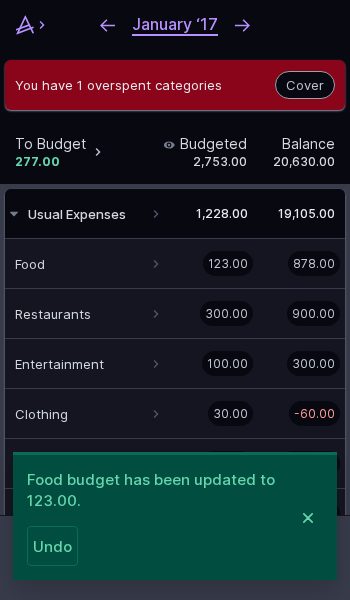 January ‘17
You have 1 overspent categories Cover
To Budget Budgeted Balance
277.00 2,753.00 20,630.00
Usual Expenses 1,228.00 19,105.00
Food 123.00 878.00
Restaurants 300.00 900.00
Entertainment 100.00 300.00
Clothing 30.00 -60.00
Food budget has been updated to
123.00.
Undo